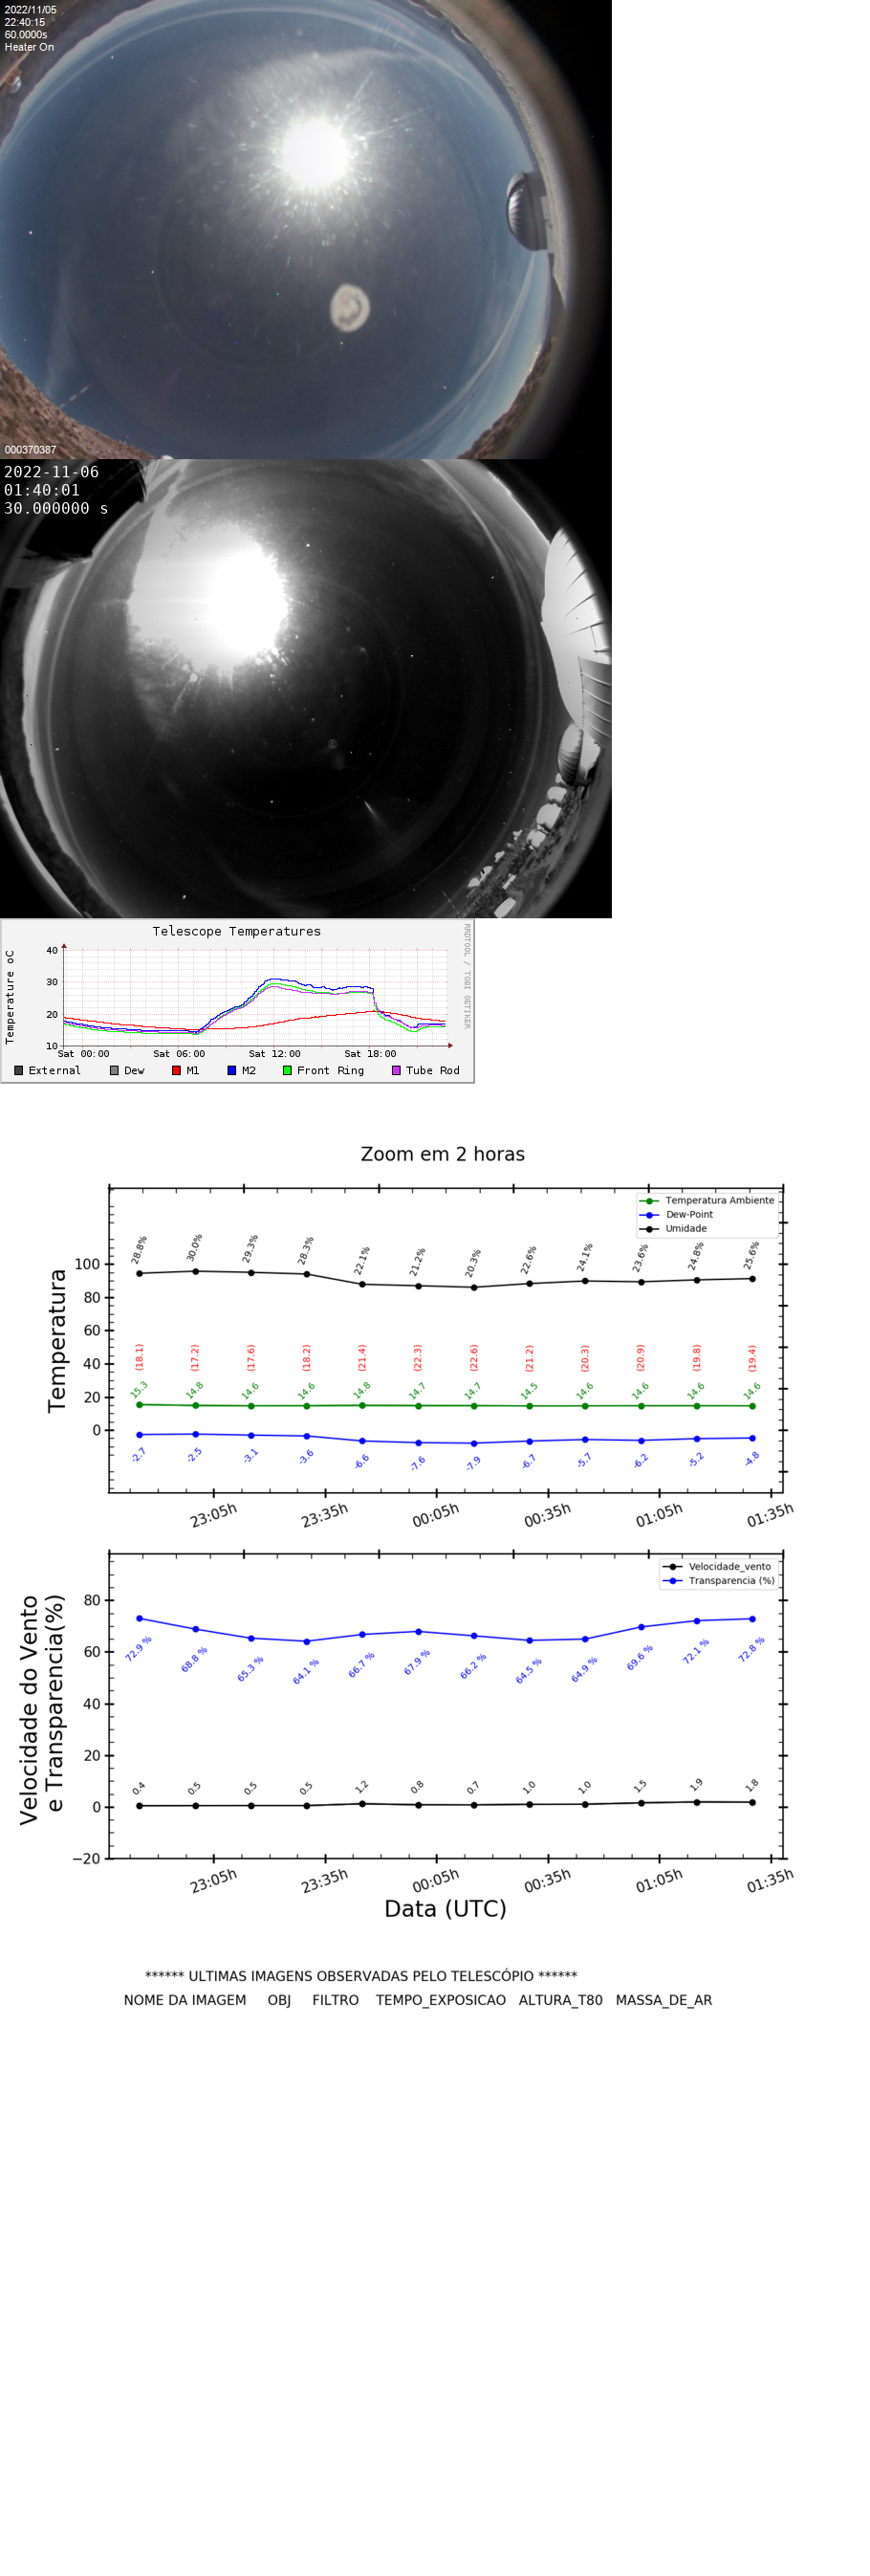 2022/11/05
22:40:15
60.0000s
Heater On
000370387
2022-11-06
01:40:01
30.000000 s
Telescope Temperatures
RRDTOOL / TOBI OETIKER
Temperature oC
40
30
20
10
Sat 00:00 Sat 06:00 Sat 12:00 Sat 18:00
External Dew M1 M2 Front Ring Tube Rod
Zoom em 2 horas
Temperatura Ambiente
Dew-Point
Umidade
28.8% 30.0% 29.3% 28.3% 22.1% 21.2% 20.3% 22.6% 24.1% 23.6% 24.8% 25.6%
Temperatura
100
80
60
40
20
0
(18.1) (17.2) (17.6) (18.2) (21.4) (22.3) (22.6) (21.2) (20.3) (20.9) (19.8) (19.4)
15.3 14.8 14.6 14.6 14.8 14.7 14.7 14.5 14.6 14.6 14.6 14.6
-2.7 -2.5 -3.1 -3.6 -6.6 -7.6 -7.9 -6.7 -5.7 -6.2 -5.2 -4.8
23:05h 23:35h 00:05h 00:35h 01:05h 01:35h
Velocidade_vento
Transparencia (%)
Velocidade do Vento
e Transparencia(%)
80
60
40
20
0
−20
72.9 % 68.8 % 65.3 % 64.1 % 66.7 % 67.9 % 66.2 % 64.5 % 64.9 % 69.6 % 72.1 % 72.8 %
0.4 0.5 0.5 0.5 1.2 0.8 0.7 1.0 1.0 1.5 1.9 1.8
23:05h 23:35h 00:05h 00:35h 01:05h 01:35h
Data (UTC)
****** ULTIMAS IMAGENS OBSERVADAS PELO TELESCÓPIO ******
NOME DA IMAGEM OBJ FILTRO TEMPO_EXPOSICAO ALTURA_T80 MASSA_DE_AR